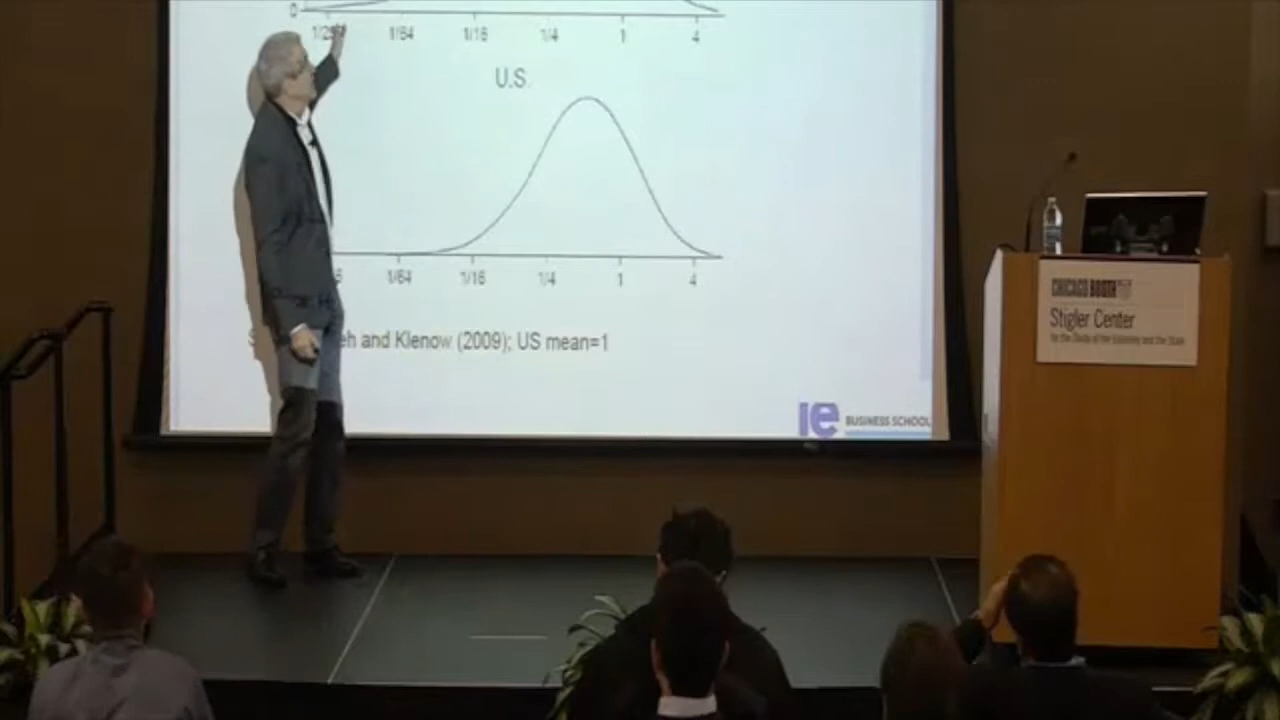 0
1/64 1/16 1/4 1 4
U.S.
1/64 1/16 1/4 1 4
eh and Klenow (2009); US mean=1
ie BUSINESS SCHOOL
CHICAGO BOOTH
Stigler Center
for the Study of the Economy and the State